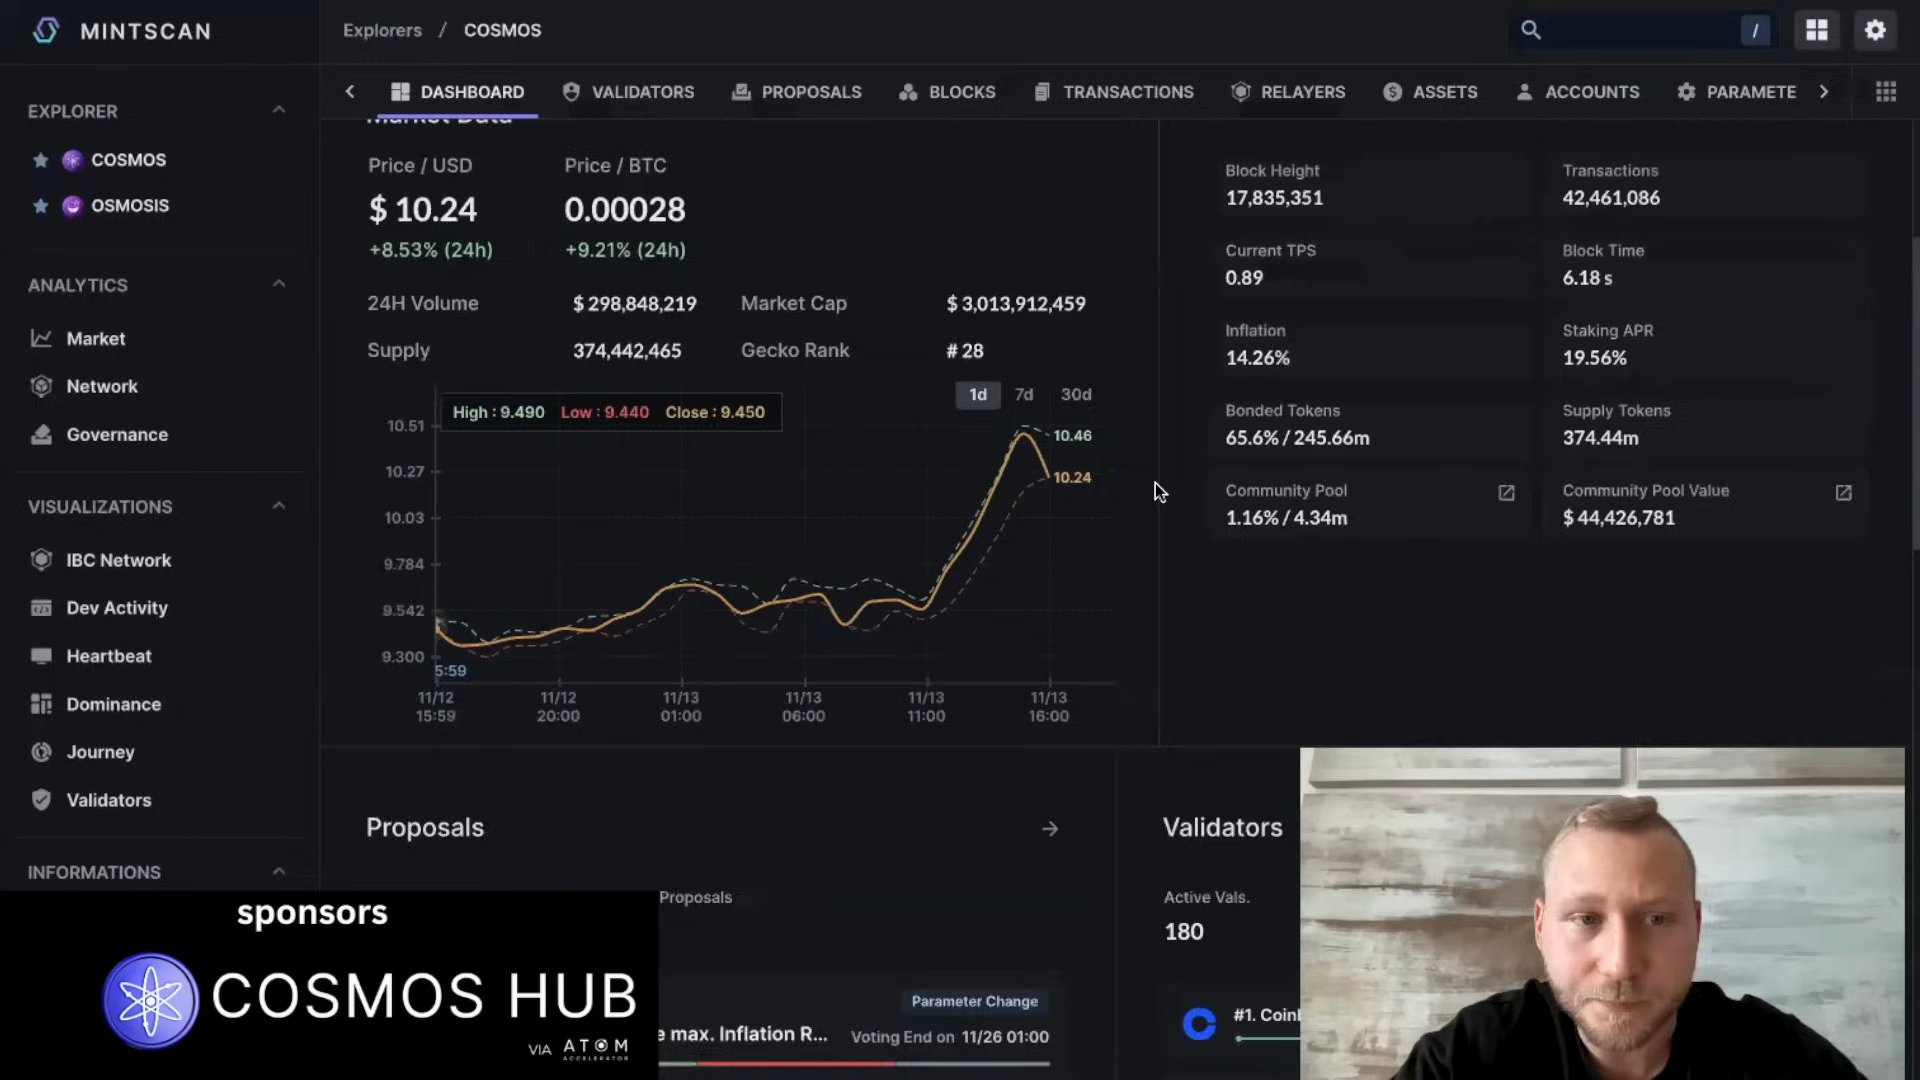 MINTSCAN
Explorers / COSMOS
/
DASHBOARD VALIDATORS PROPOSALS BLOCKS TRANSACTIONS RELAYERS ASSETS ACCOUNTS PARAMETE
EXPLORER
COSMOS
OSMOSIS
ANALYTICS
Market
Network
Governance
VISUALIZATIONS
IBC Network
Dev Activity
Heartbeat
Dominance
Journey
Validators
INFORMATIONS
Market Data
Price / USD Price / BTC
$ 10.24 0.00028
+8.53% (24h) +9.21% (24h)
24H Volume $ 298,848,219 Market Cap $ 3,013,912,459
Supply 374,442,465 Gecko Rank # 28
1d 7d 30d
High : 9.490 Low : 9.440 Close : 9.450
10.51
10.27
10.03
9.784
9.542
9.300
10.46
10.24
5:59
11/12 11/12 11/13 11/13 11/13 11/13
15:59 20:00 01:00 06:00 11:00 16:00
Block Height Transactions
17,835,351 42,461,086
Current TPS Block Time
0.89 6.18 s
Inflation Staking APR
14.26% 19.56%
Bonded Tokens Supply Tokens
65.6% / 245.66m 374.44m
Community Pool Community Pool Value
1.16% / 4.34m $ 44,426,781
Proposals
Proposals
Parameter Change
e max. Inflation R... Voting End on 11/26 01:00
Validators
Active Vals.
180
#1. Coinb
sponsors
COSMOS HUB
VIA ATOM
ACCELERATOR